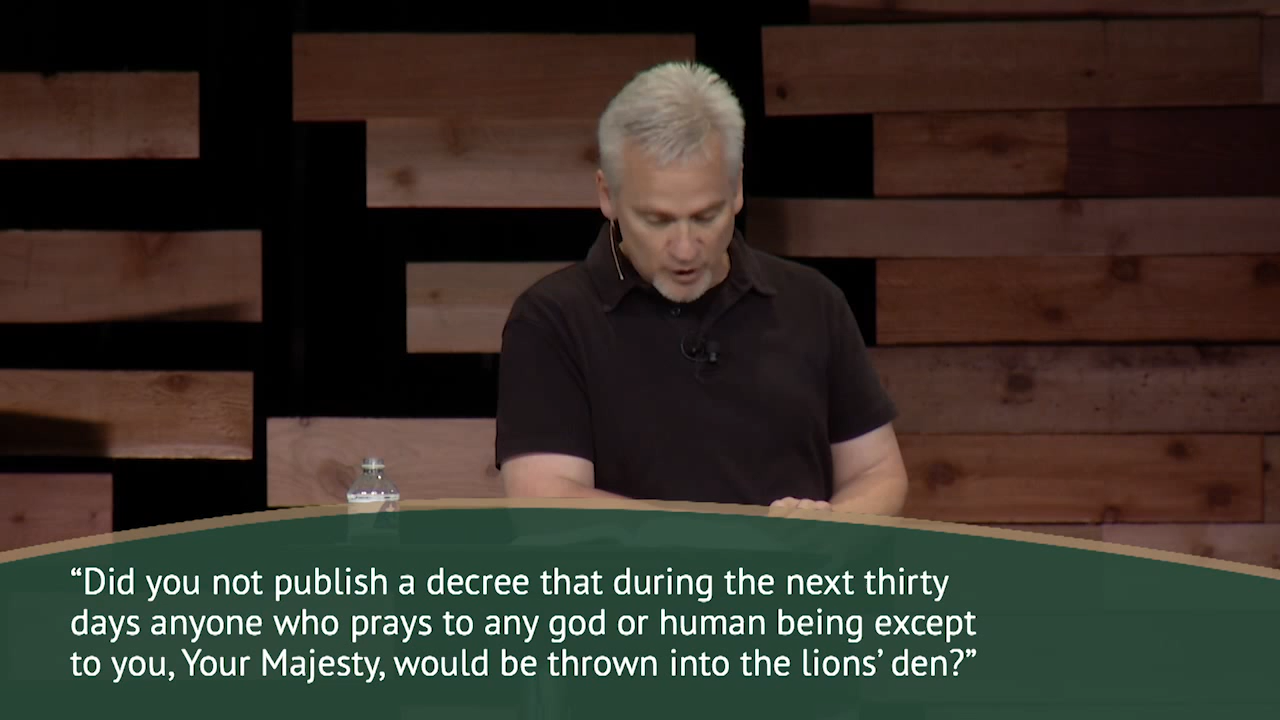 “Did you not publish a decree that during the next thirty
days anyone who prays to any god or human being except
to you, Your Majesty, would be thrown into the lions’ den?”